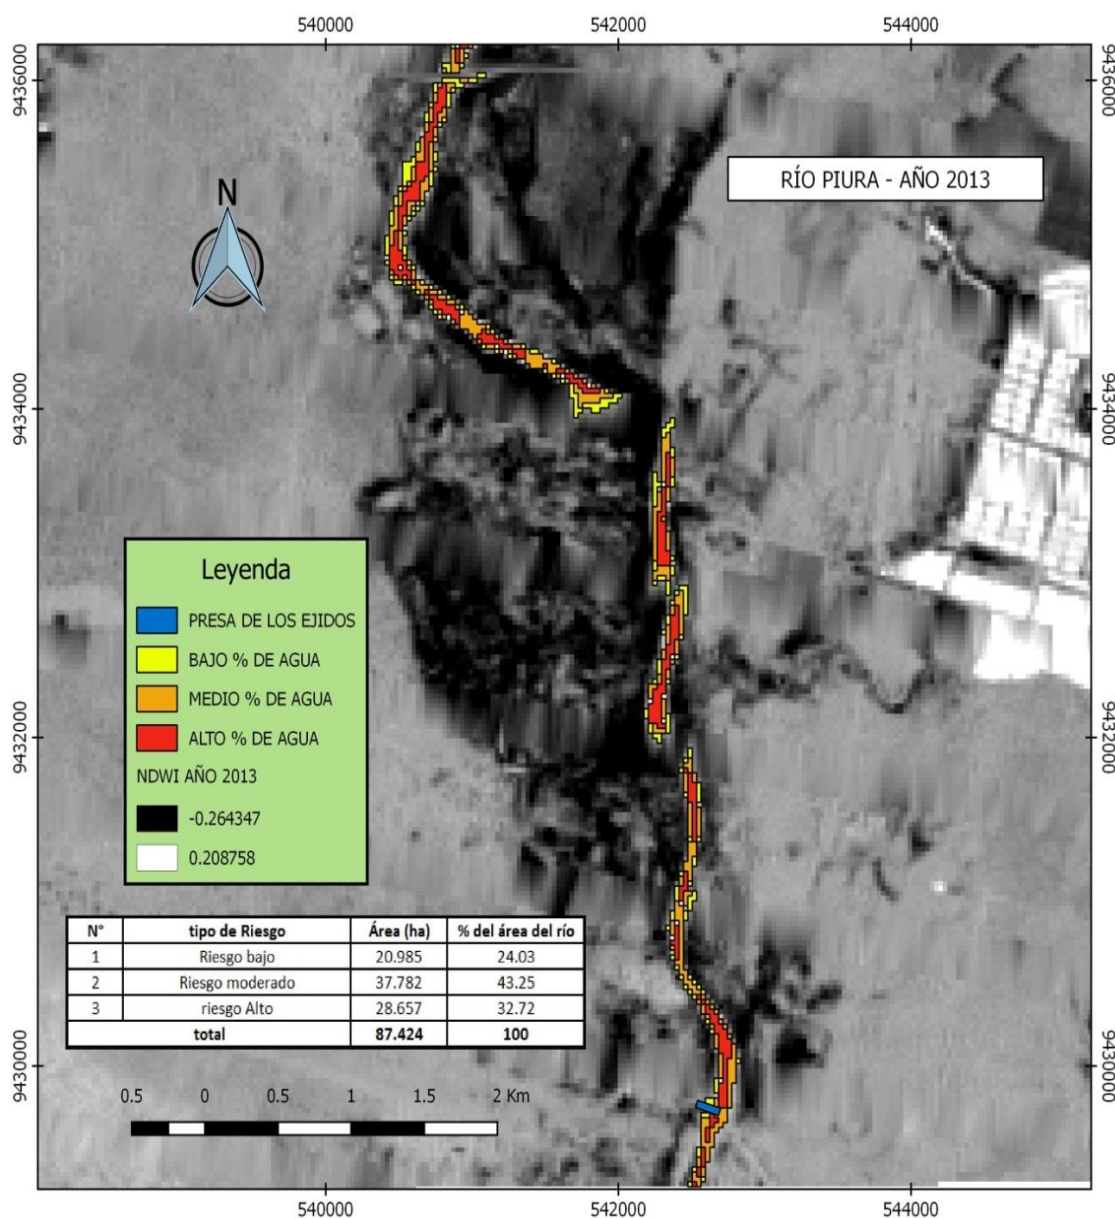 540000 542000 544000
9436000 9436000
RÍO PIURA - AÑO 2013
N
9434000 9434000
Leyenda
PRESA DE LOS EJIDOS
BAJO % DE AGUA
MEDIO % DE AGUA
ALTO % DE AGUA
NDWI AÑO 2013
-0.264347
0.208758
9432000 9432000
N° tipo de Riesgo Área (ha) % del área del río
1 Riesgo bajo 20.985 24.03
2 Riesgo moderado 37.782 43.25
3 riesgo Alto 28.657 32.72
total 87.424 100
9430000 9430000
0.5 0 0.5 1 1.5 2 Km
540000 542000 544000